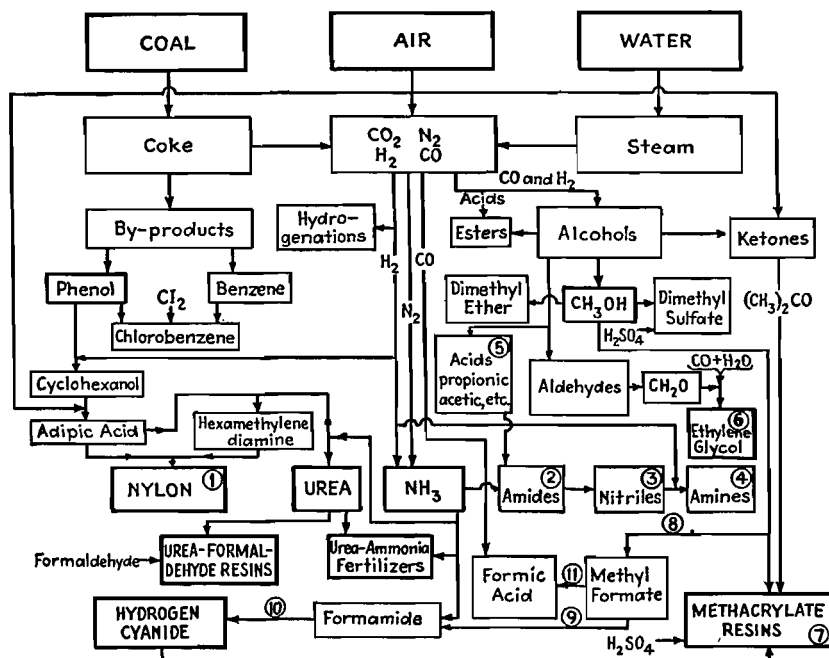 COAL
AIR
WATER
Coke
CO2 N2
H2 CO
Steam
CO and H2
Acids
By-products
Hydro-
genations
Esters
Alcohols
Ketones
H2
CO
Phenol
Cl2
Benzene
Chlorobenzene
N2
Dimethyl
Ether
CH3OH
Dimethyl
Sulfate
(CH3)2CO
H2SO4
Cyclohexanol
5
Acids
propionic
acetic, etc.
Aldehydes
CO+H2O
CH2O
Adipic Acid
Hexamethylene
diamine
6
Ethylene
Glycol
NYLON 1
UREA
NH3
2
Amides
3
Nitriles
4
Amines
8
Formaldehyde
UREA-FORMAL-
DEHYDE RESINS
Urea-Ammonia
Fertilizers
Formic
Acid
11
Methyl
Formate
HYDROGEN
CYANIDE
10
Formamide
9
H2SO4
METHACRYLATE
RESINS 7